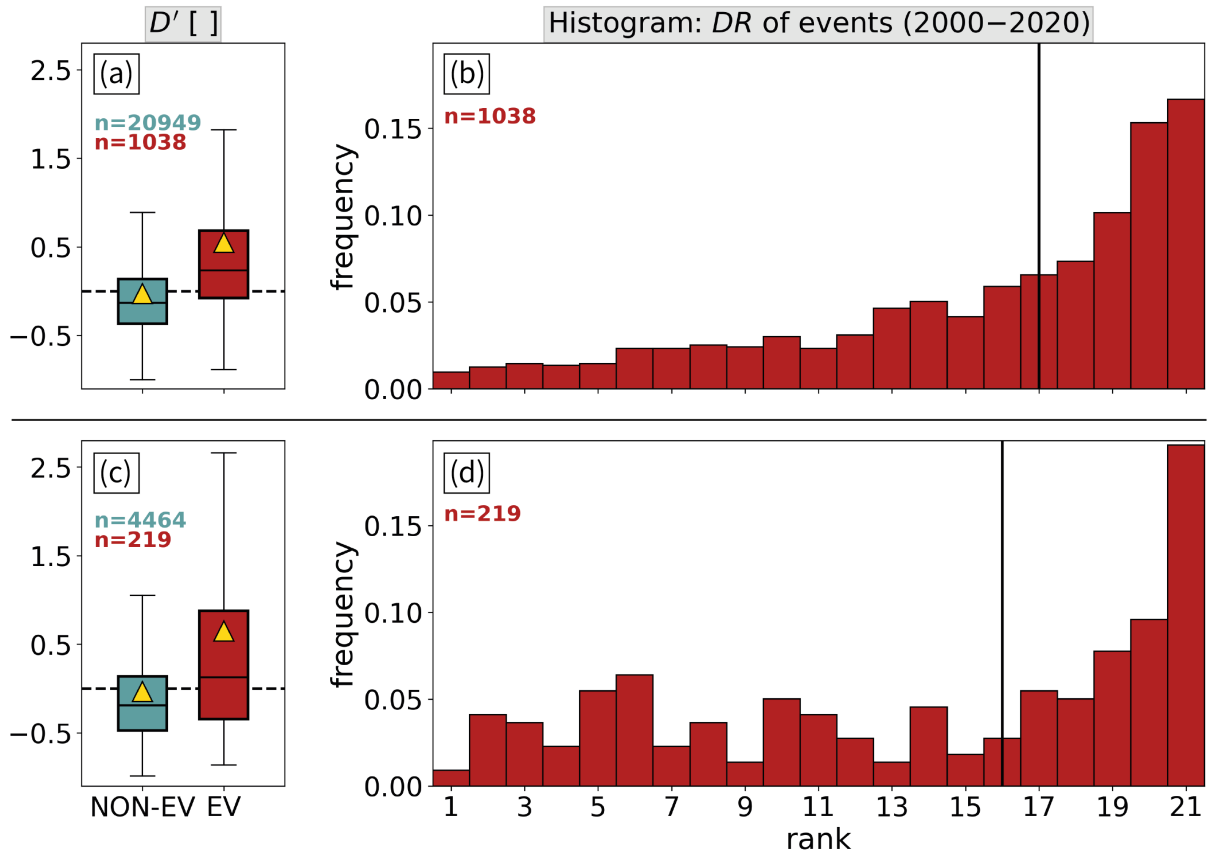 D′ [ ]
Histogram: DR of events (2000−2020)
(a)
n=20949
n=1038
2.5
1.5
0.5
−0.5
(b)
n=1038
frequency
0.15
0.10
0.05
0.00
(c)
n=4464
n=219
2.5
1.5
0.5
−0.5
NON-EV EV
(d)
n=219
frequency
0.15
0.10
0.05
0.00
1 3 5 7 9 11 13 15 17 19 21
rank